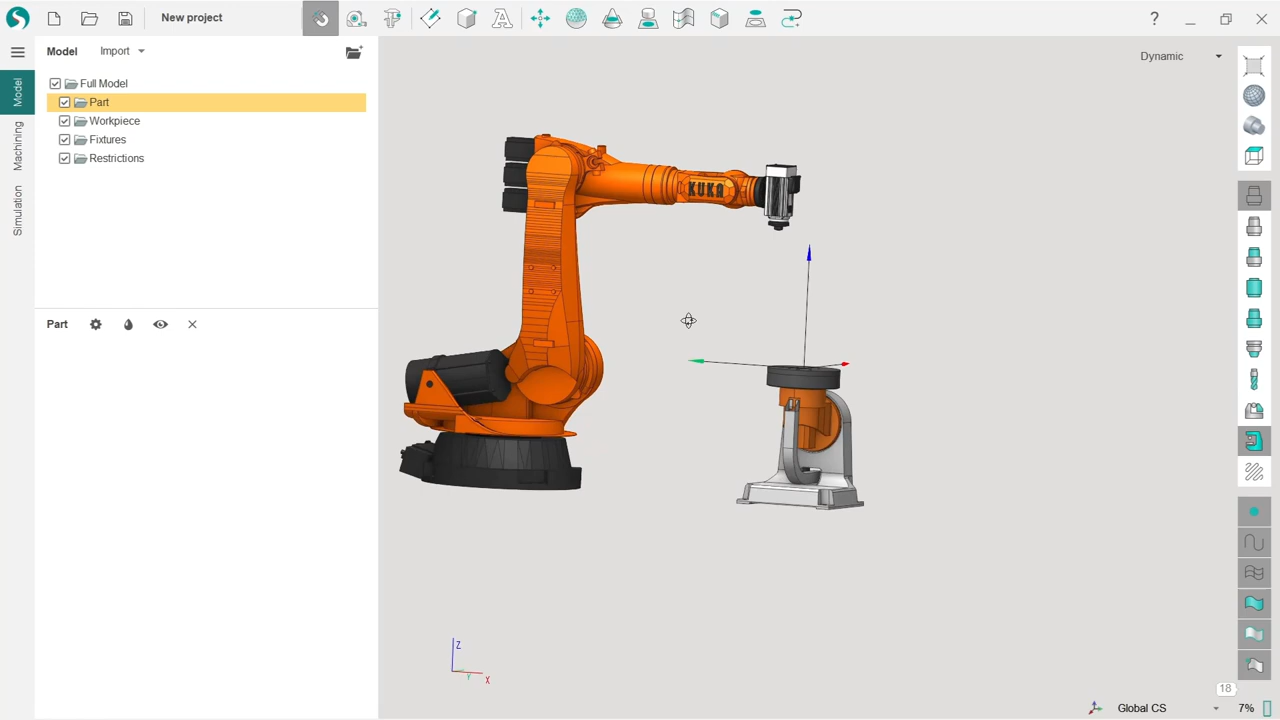 New project
?
Model
Import
Full Model
Part
Workpiece
Fixtures
Restrictions
Model
Machining
Simulation
Part
Dynamic
KUKA
Z
Y
X
18
Global CS
7%